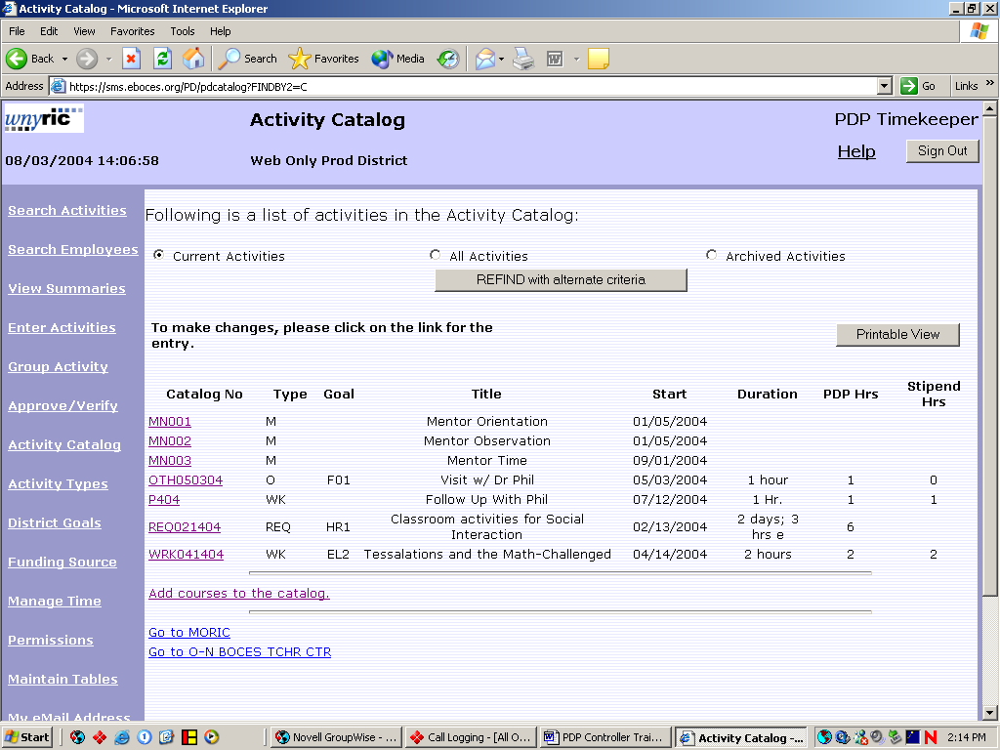 Activity Catalog - Microsoft Internet Explorer
File Edit View Favorites Tools Help
Back Search Favorites Media
Address https://sms.eboces.org/PD/pdcatalog?FINDBY2=C Go Links »
wnyric Activity Catalog PDP Timekeeper
08/03/2004 14:06:58 Web Only Prod District Help Sign Out
Search Activities
Search Employees
View Summaries
Enter Activities
Group Activity
Approve/Verify
Activity Catalog
Activity Types
District Goals
Funding Source
Manage Time
Permissions
Maintain Tables
My eMail Address
Following is a list of activities in the Activity Catalog:
Current Activities All Activities Archived Activities
REFIND with alternate criteria
To make changes, please click on the link for the
entry.
Printable View
Catalog No Type Goal Title Start Duration PDP Hrs Stipend
Hrs
MN001 M Mentor Orientation 01/05/2004
MN002 M Mentor Observation 01/05/2004
MN003 M Mentor Time 09/01/2004
OTH050304 O F01 Visit w/ Dr Phil 05/03/2004 1 hour 1 0
P404 WK Follow Up With Phil 07/12/2004 1 Hr. 1 1
REQ021404 REQ HR1 Classroom activities for Social
Interaction 02/13/2004 2 days; 3
hrs e 6
WRK041404 WK EL2 Tessalations and the Math-Challenged 04/14/2004 2 hours 2 2
Add courses to the catalog.
Go to MORIC
Go to O-N BOCES TCHR CTR
Start Novell GroupWise - ... Call Logging - [All O... PDP Controller Trai... Activity Catalog -... 2:14 PM